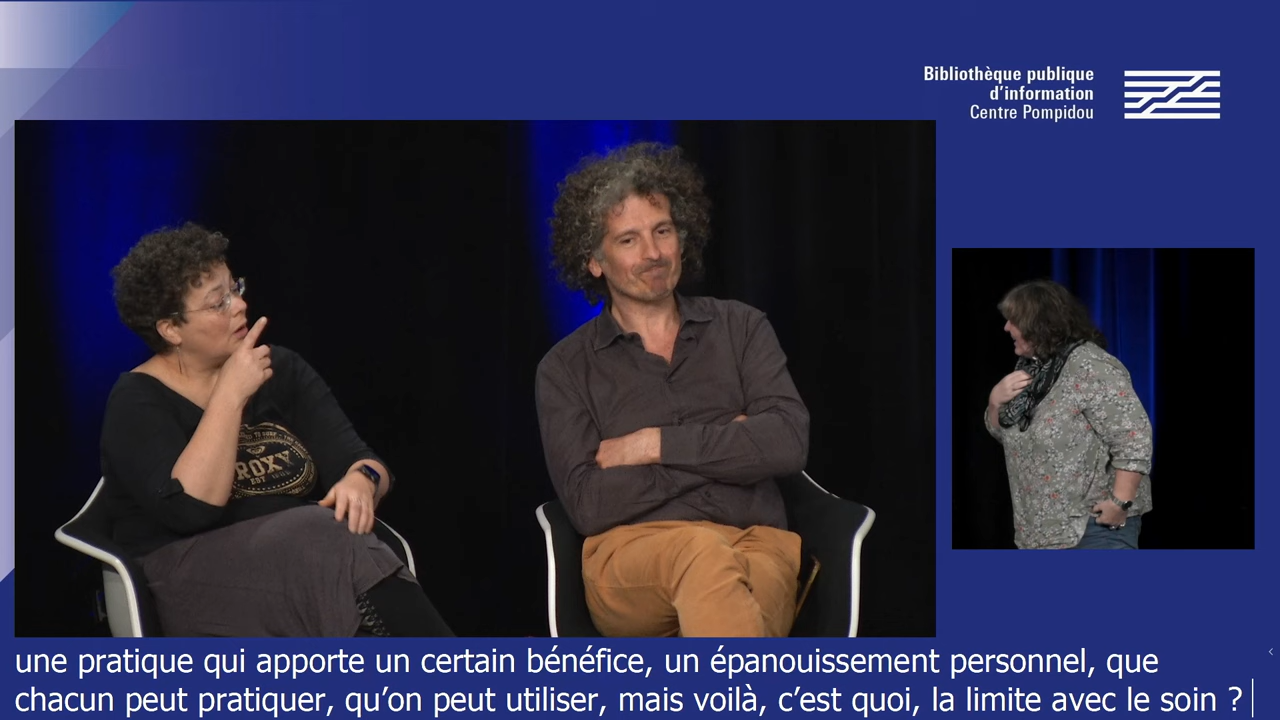 Bibliothèque publique
d’information
Centre Pompidou
ROXY
EST
une pratique qui apporte un certain bénéfice, un épanouissement personnel, que
chacun peut pratiquer, qu’on peut utiliser, mais voilà, c’est quoi, la limite avec le soin ?